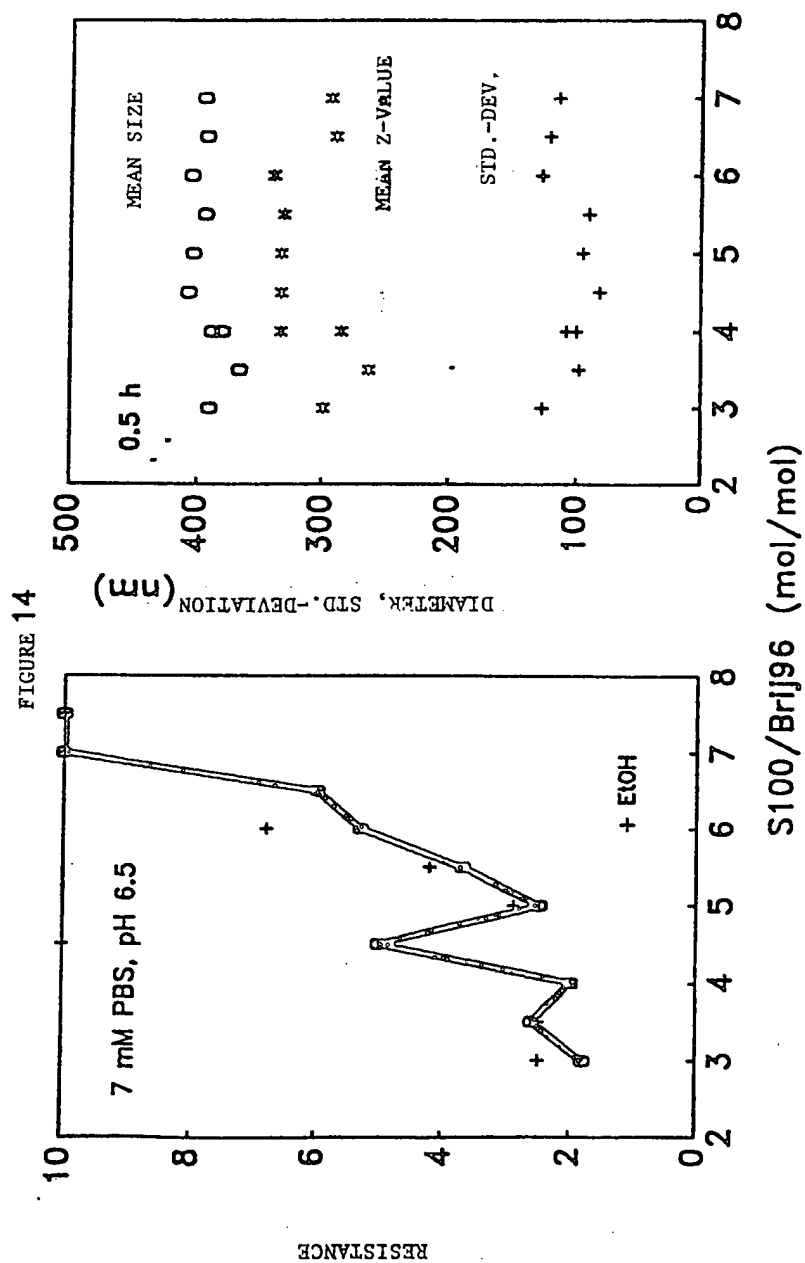 FIGURE 14
RESISTANCE
10
8
6
4
2
0
7 mM PBS, pH 6.5
+ EtOH
2 3 4 5 6 7 8
DIAMETER, STD.-DEVIATION (nm)
500
400
300
200
100
0
0.5 h
MEAN SIZE
MEAN Z-VALUE
STD.-DEV.
2 3 4 5 6 7 8
S100/Brij96 (mol/mol)